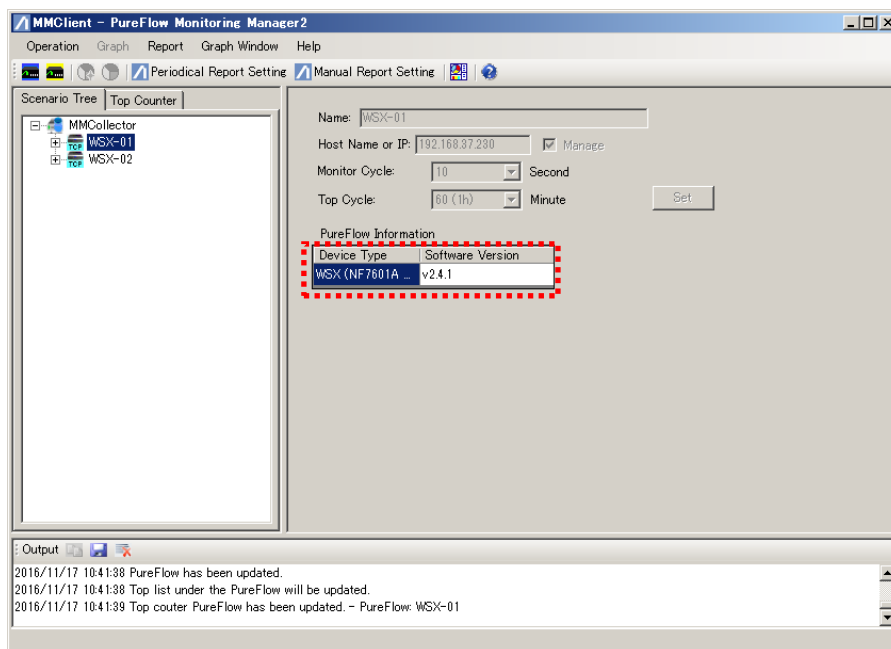 MMClient - PureFlow Monitoring Manager2
Operation Graph Report Graph Window Help
Periodical Report Setting Manual Report Setting
Scenario Tree Top Counter
MMCollector
TCP WSX-01
TCP WSX-02
Name: WSX-01
Host Name or IP: 192.168.37.230 Manage
Monitor Cycle: 10 Second
Top Cycle: 60 (1h) Minute Set
PureFlow Information
Device Type Software Version
WSX (NF7601A ... v2.4.1
Output
2016/11/17 10:41:38 PureFlow has been updated.
2016/11/17 10:41:38 Top list under the PureFlow will be updated.
2016/11/17 10:41:39 Top couter PureFlow has been updated. - PureFlow: WSX-01